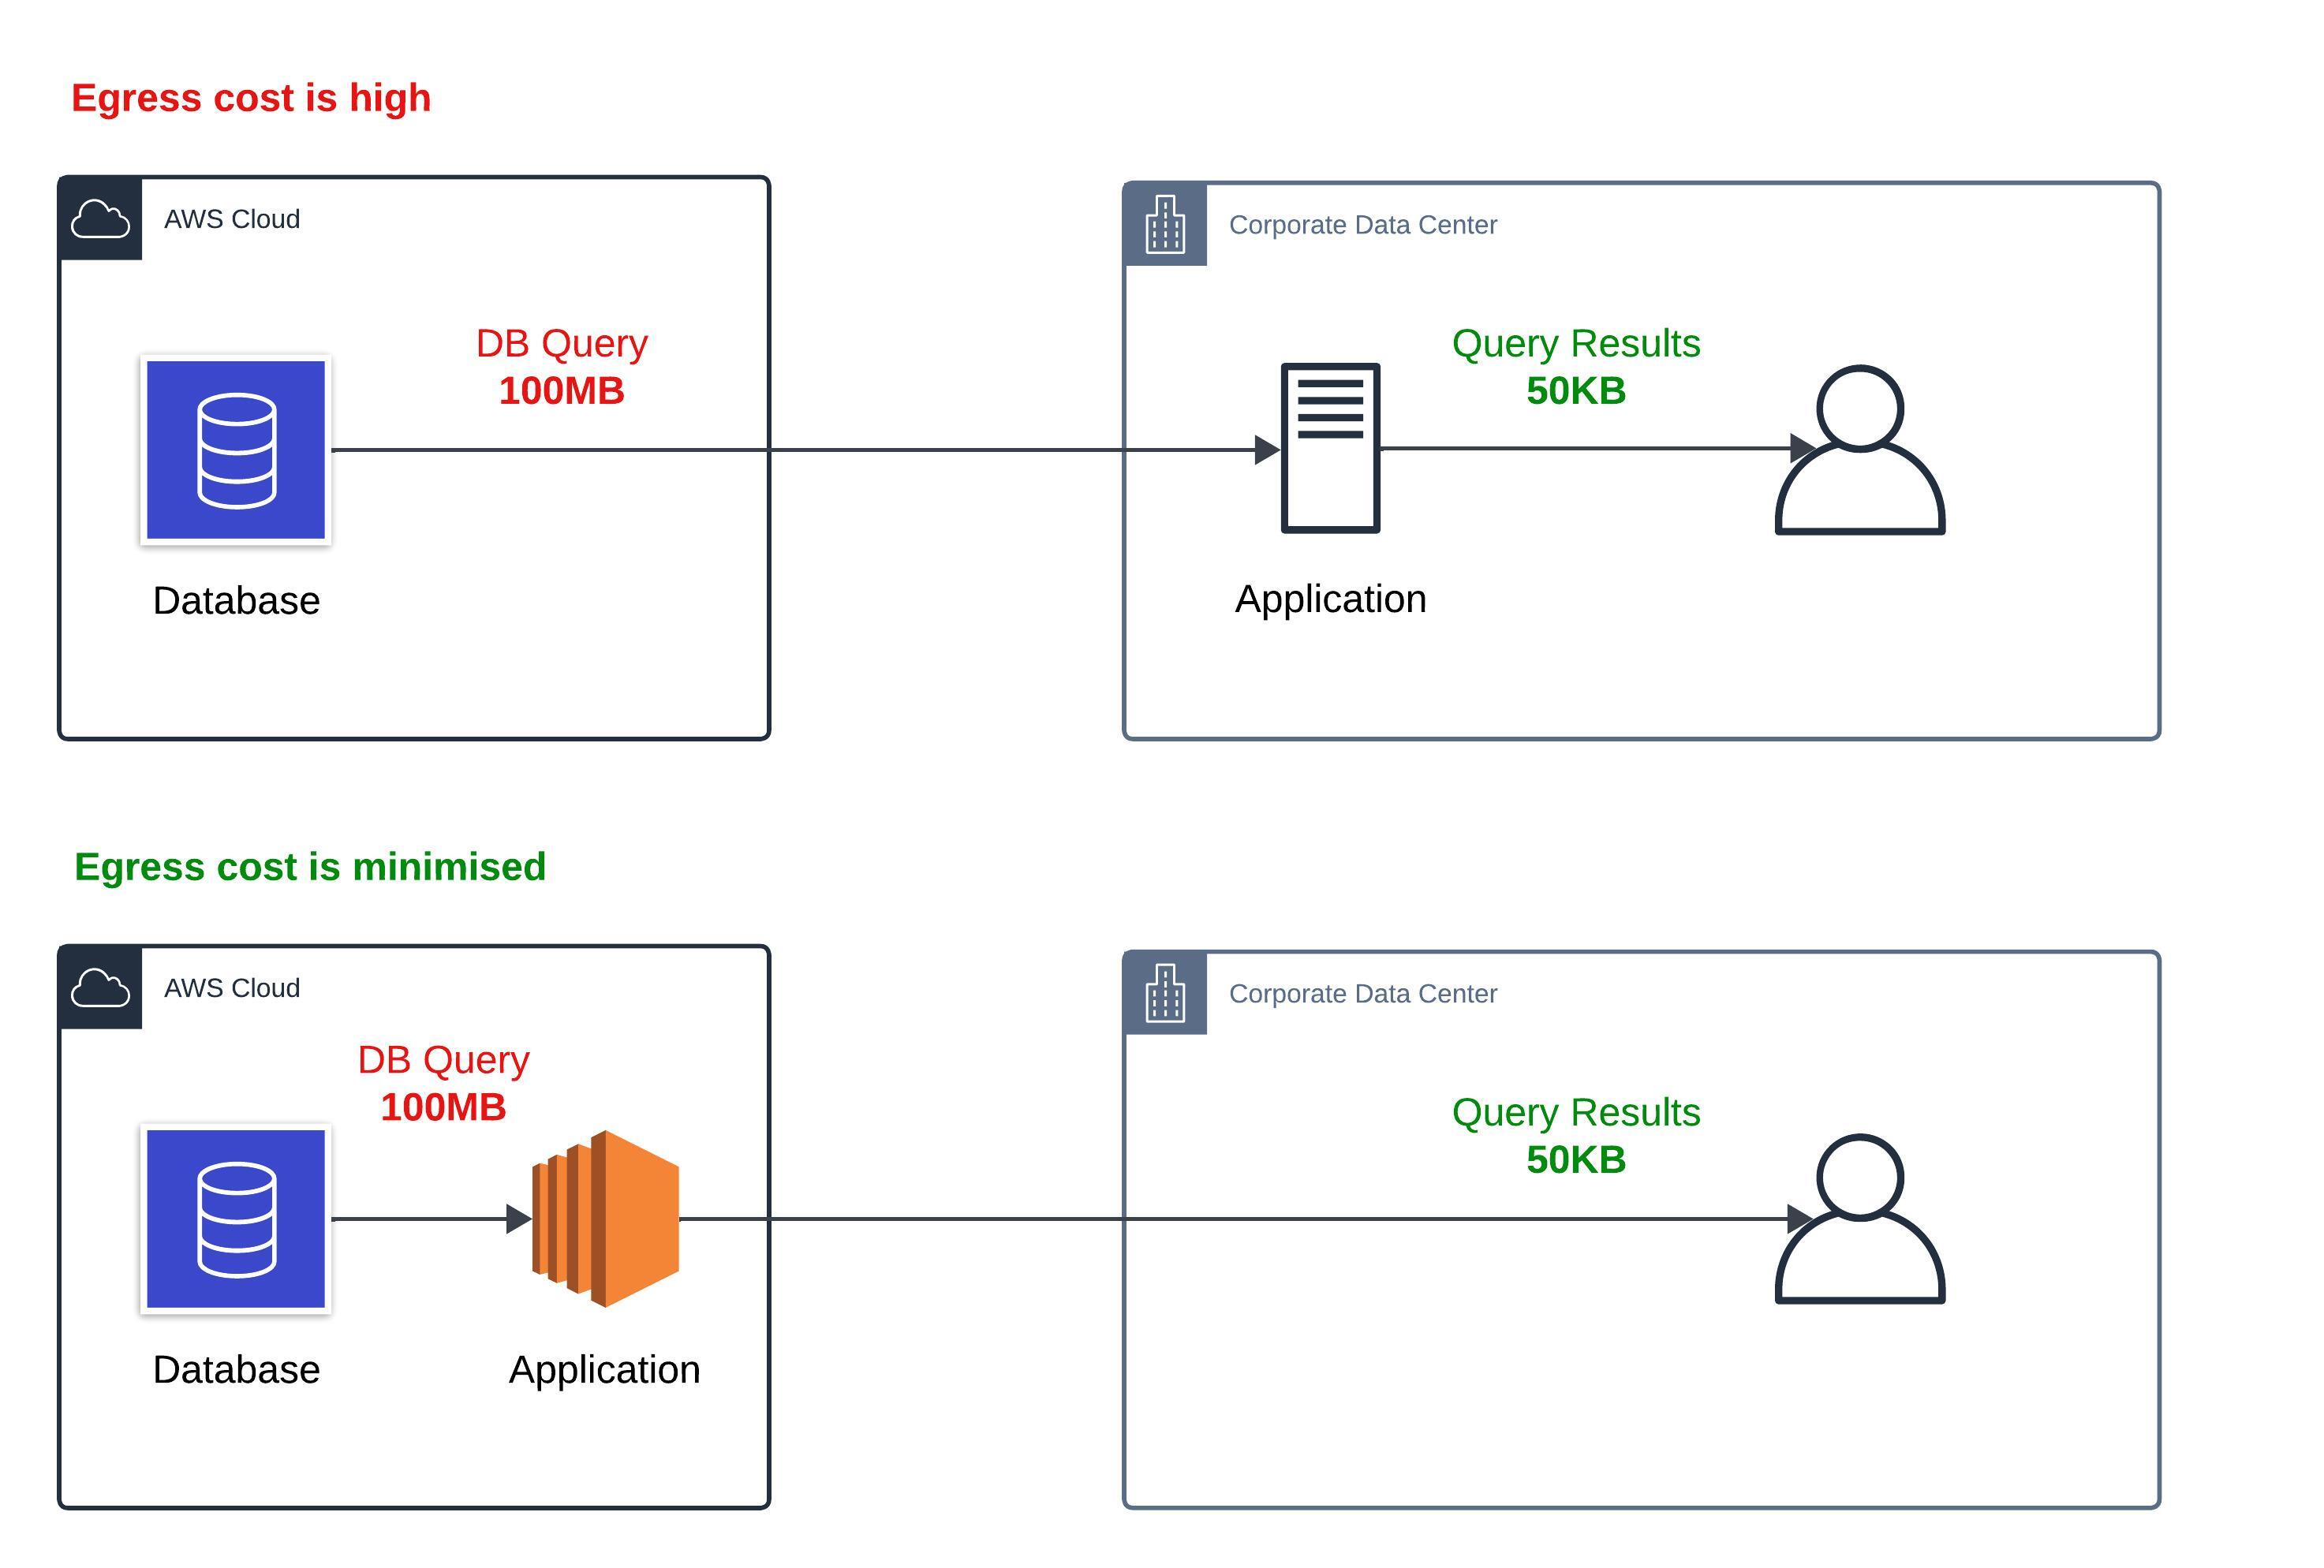 Egress cost is high
AWS Cloud
Corporate Data Center
DB Query
100MB
Query Results
50KB
Database
Application
Egress cost is minimised
AWS Cloud
Corporate Data Center
DB Query
100MB
Query Results
50KB
Database
Application